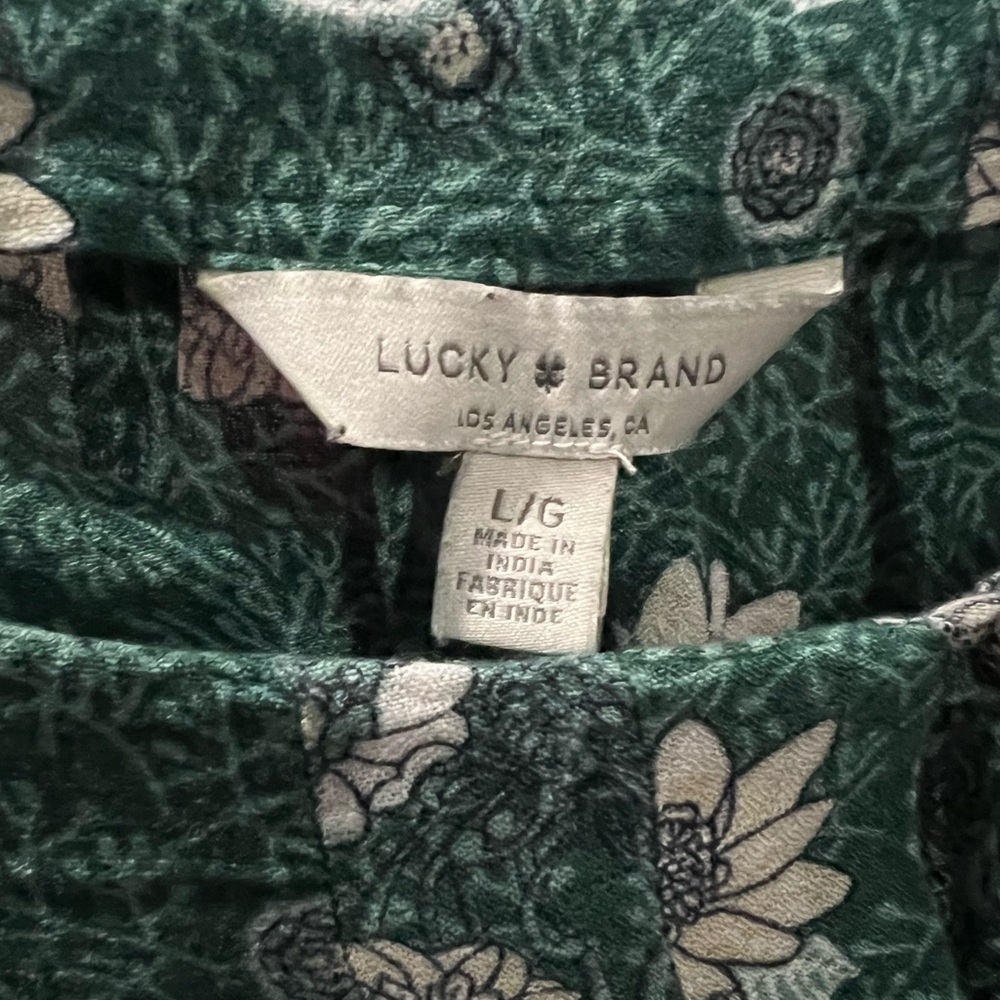 LUCKY BRAND
LOS ANGELES, CA
L/G
MADE IN
INDIA
FABRIQUE
EN INDE